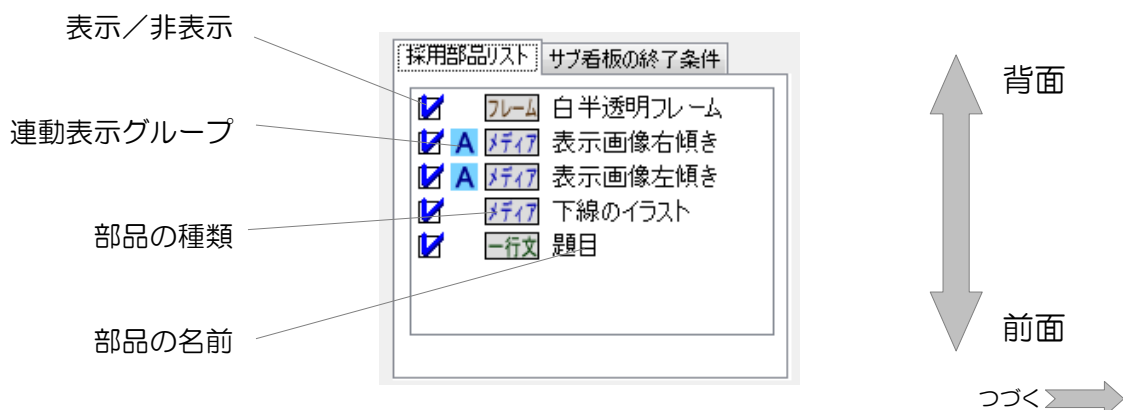 表示／非表示
連動表示グループ
部品の種類
部品の名前
採用部品リスト サブ看板の終了条件
フレーム 白半透明フレーム
A メディア 表示画像右傾き
A メディア 表示画像左傾き
メディア 下線のイラスト
一行文 題目
背面
前面
つづく